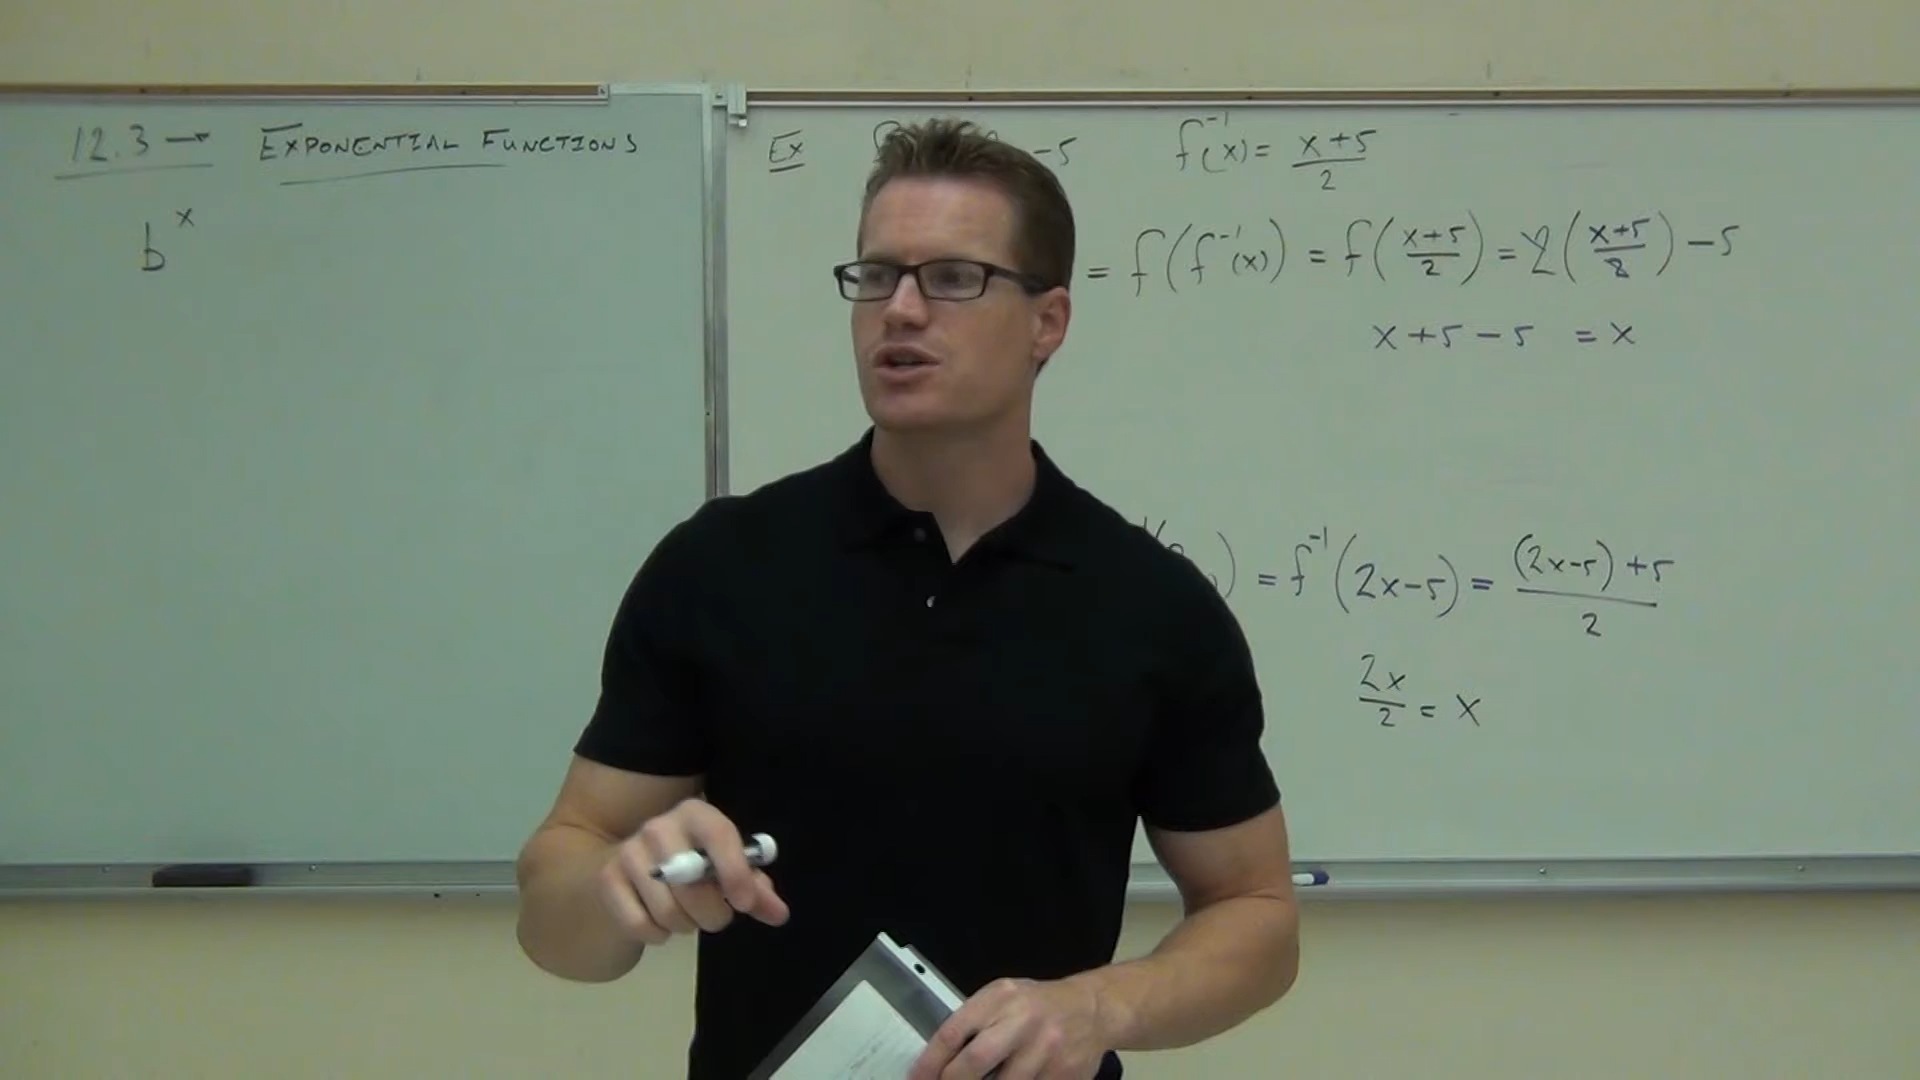 12.3 → EXPONENTIAL FUNCTIONS
b^x
Ex -5 f^-1(x) = (x+5)/2
= f(f^-1(x)) = f((x+5)/2) = 2((x+5)/2) - 5
x + 5 - 5 = x
) = f^-1(2x-5) = ((2x-5)+5)/2
2x/2 = x